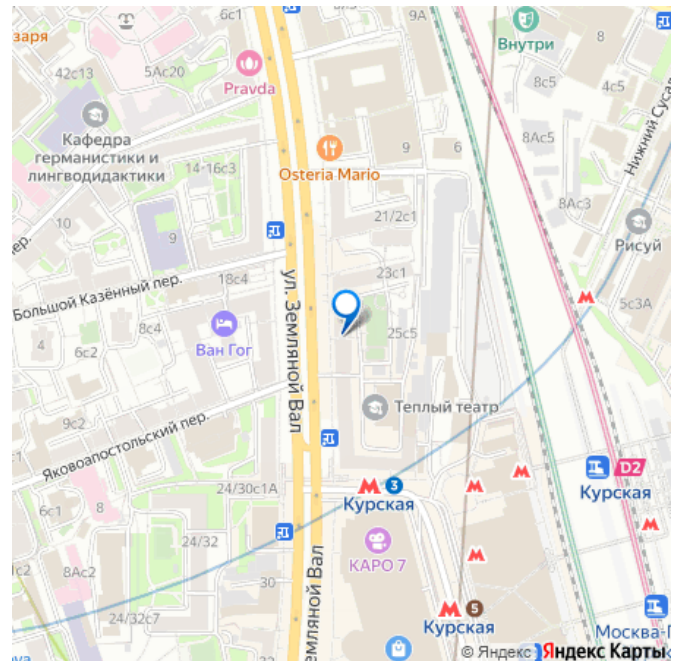 6с1
9А
заря
Внутри
8
42с13
5Ас20
Pravda
8с5
4с5
Кафедра
германистики и
лингводидактики
14-16с3
Osteria Mario
9
6
8Ас5
Нижний Сусал
10
пер.
9
21/2с1
8Ас3
Рисуй
Большой Казённый пер.
18с4
23с1
ул. Земляной Вал
5с3А
4
6с2
8с4
Ван Гог
25с5
9с2
Яковоапостольский пер.
Теплый театр
6с1
8
24/30с1А
3
Курская
D2
Курская
24/32
КАРО 7
1с2
8Ас2
30
Земляной Вал
24/32с7
5
Курская
Москва-П
© Яндекс
Яндекс Карты